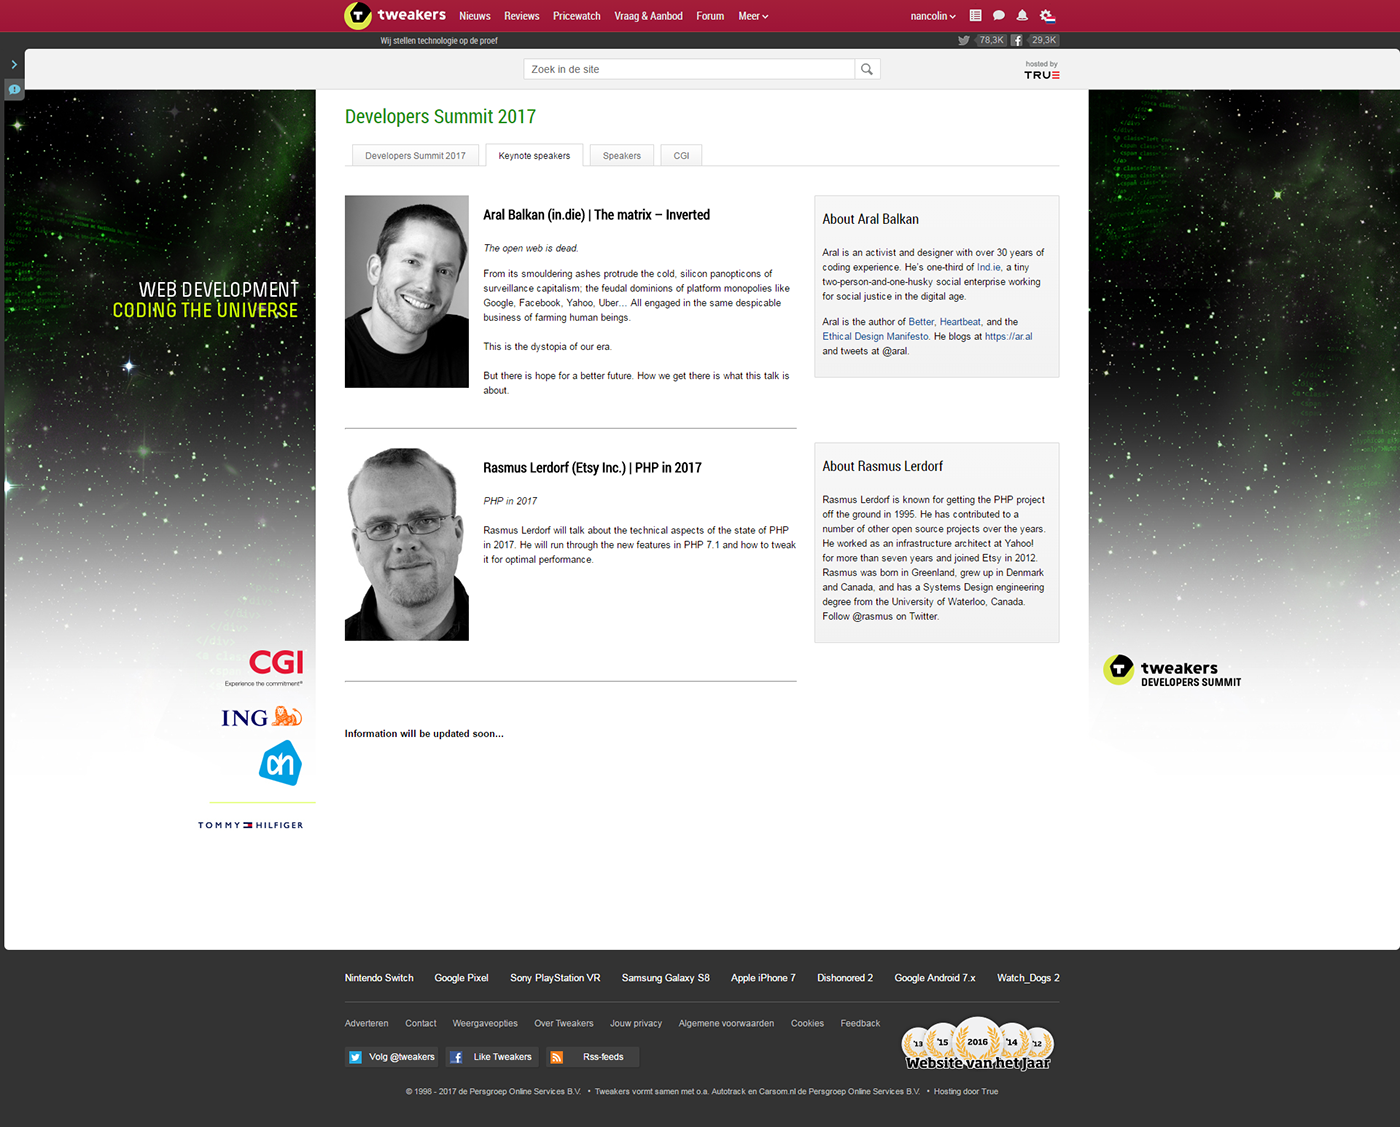 tweakers Nieuws Reviews Pricewatch Vraag & Aanbod Forum Meer nancolin
Wij stellen technologie op de proef 78,3K 29,3K
Zoek in de site
hosted by
TRUE
Developers Summit 2017
Developers Summit 2017 Keynote speakers Speakers CGI
WEB DEVELOPMENT
CODING THE UNIVERSE
Aral Balkan (in.die) | The matrix – Inverted
The open web is dead.
From its smouldering ashes protrude the cold, silicon panopticons of
surveillance capitalism; the feudal dominions of platform monopolies like
Google, Facebook, Yahoo, Uber… All engaged in the same despicable
business of farming human beings.
This is the dystopia of our era.
But there is hope for a better future. How we get there is what this talk is
about.
About Aral Balkan
Aral is an activist and designer with over 30 years of
coding experience. He's one-third of Ind.ie, a tiny
two-person-and-one-husky social enterprise working
for social justice in the digital age.
Aral is the author of Better, Heartbeat, and the
Ethical Design Manifesto. He blogs at https://ar.al
and tweets at @aral.
Rasmus Lerdorf (Etsy Inc.) | PHP in 2017
PHP in 2017
Rasmus Lerdorf will talk about the technical aspects of the state of PHP
in 2017. He will run through the new features in PHP 7.1 and how to tweak
it for optimal performance.
About Rasmus Lerdorf
Rasmus Lerdorf is known for getting the PHP project
off the ground in 1995. He has contributed to a
number of other open source projects over the years.
He worked as an infrastructure architect at Yahoo!
for more than seven years and joined Etsy in 2012.
Rasmus was born in Greenland, grew up in Denmark
and Canada, and has a Systems Design engineering
degree from the University of Waterloo, Canada.
Follow @rasmus on Twitter.
CGI
Experience the commitment®
ING
ah
TOMMY HILFIGER
tweakers
DEVELOPERS SUMMIT
Information will be updated soon...
Nintendo Switch Google Pixel Sony PlayStation VR Samsung Galaxy S8 Apple iPhone 7 Dishonored 2 Google Android 7.x Watch_Dogs 2
Adverteren Contact Weergaveopties Over Tweakers Jouw privacy Algemene voorwaarden Cookies Feedback
'13 '15 2016 '14 '12
Website van het Jaar
Volg @tweakers Like Tweakers Rss-feeds
© 1998 - 2017 de Persgroep Online Services B.V. • Tweakers vormt samen met o.a. Autotrack en Carsom.nl de Persgroep Online Services B.V. • Hosting door True